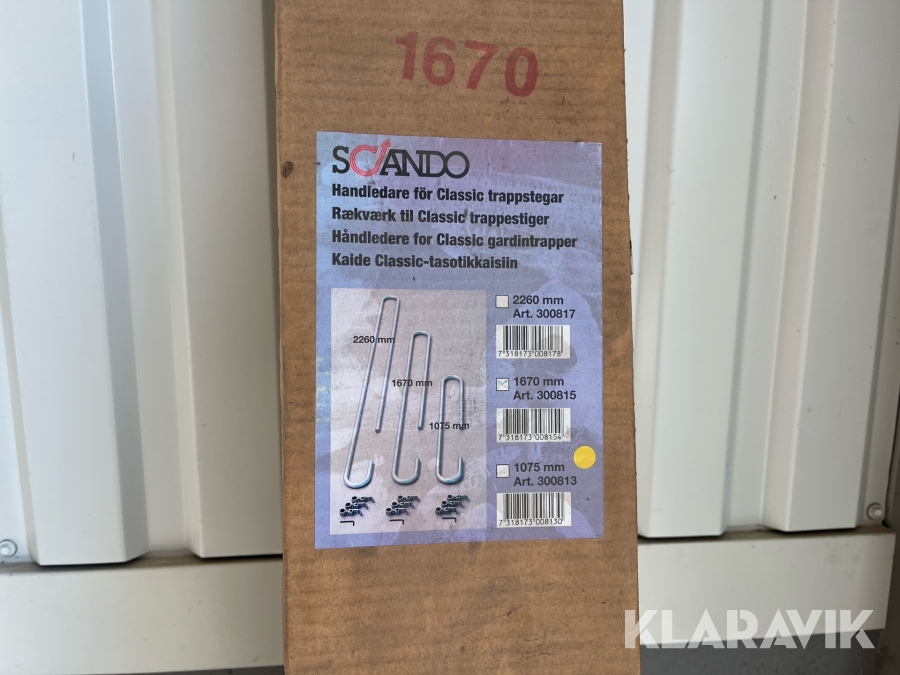 1670
SCANDO
Handledare för Classic trappstegar
Rækværk til Classic trappestiger
Håndledere for Classic gardintrapper
Kaide Classic-tasotikkaisiin
2260 mm
1670 mm
1075 mm
2260 mm
Art. 300817
7 318173 008178
1670 mm
Art. 300815
7 318173 008154
1075 mm
Art. 300813
7 318173 008130
KLARAVIK